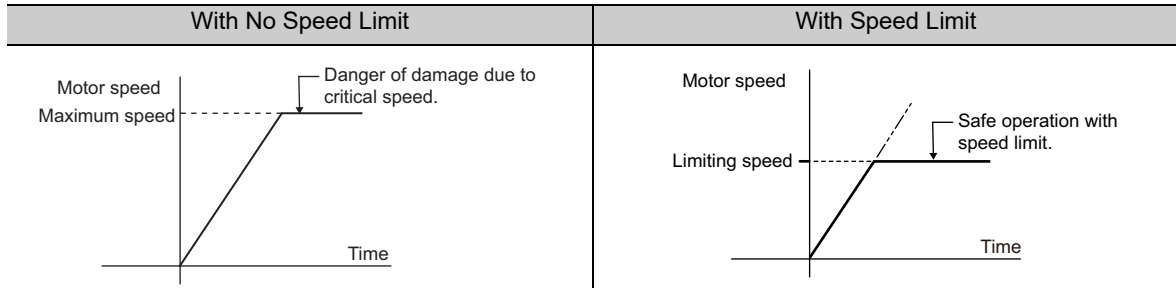 With No Speed Limit
With Speed Limit
Motor speed
Maximum speed
Danger of damage due to
critical speed.
Time
Motor speed
Limiting speed
Safe operation with
speed limit.
Time